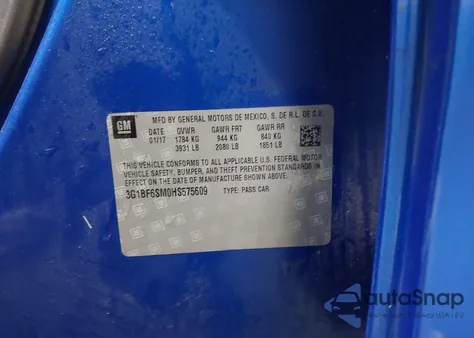 GM
MFD BY GENERAL MOTORS DE MEXICO, S. DE R.L. DE C.V.
01/17 GVWR GAWR FRT GAWR RR
1784 KG 944 KG 840 KG
3931 LB 2080 LB 1851 LB
THIS VEHICLE CONFORMS TO ALL APPLICABLE U.S. FEDERAL MOTOR
VEHICLE SAFETY, BUMPER, AND THEFT PREVENTION STANDARDS IN
EFFECT ON THE DATE OF MANUFACTURE SHOWN ABOVE.
3G1BF6SM0HS575609 TYPE: PASS CAR
autoSnap